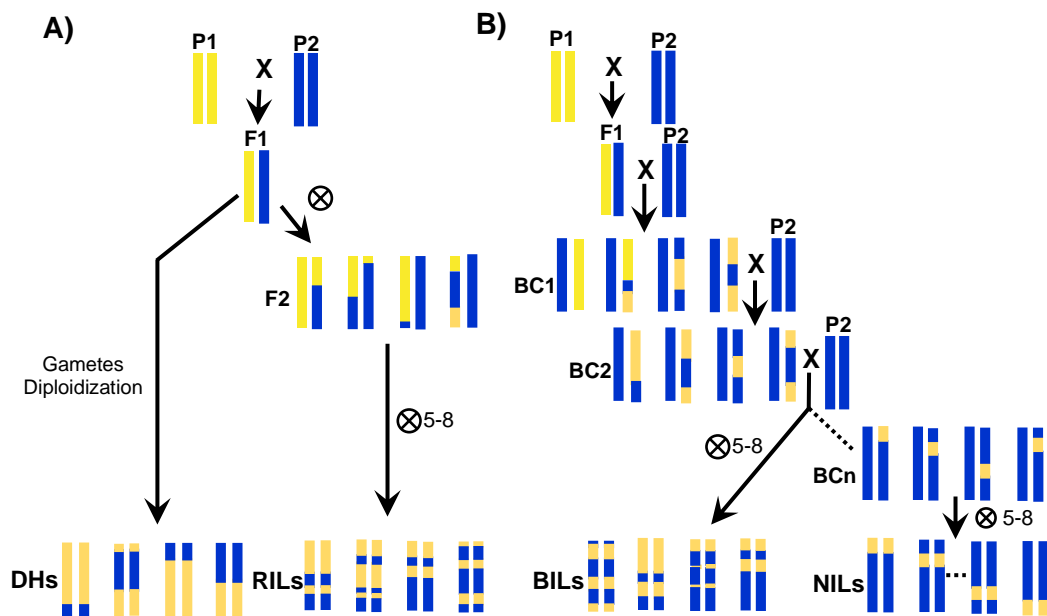 A)
P1
P2
X
F1
F2
Gametes
Diploidization
5-8
DHs
RILs
B)
P1
P2
X
F1
P2
X
P2
BC1
X
P2
BC2
X
5-8
BCn
5-8
BILs
NILs